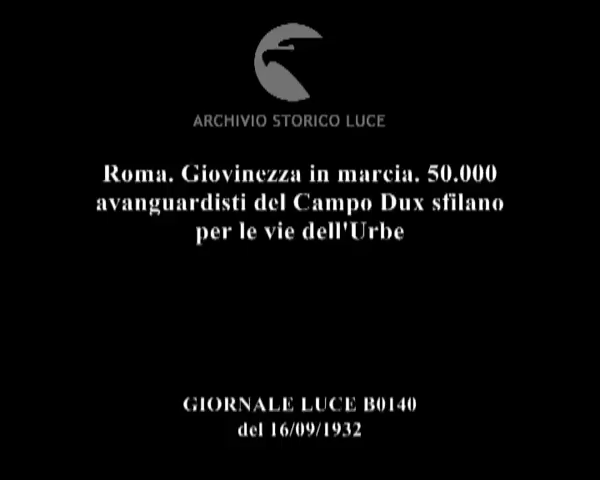 ARCHIVIO STORICO LUCE
Roma. Giovinezza in marcia. 50.000
avanguardisti del Campo Dux sfilano
per le vie dell'Urbe
GIORNALE LUCE B0140
del 16/09/1932